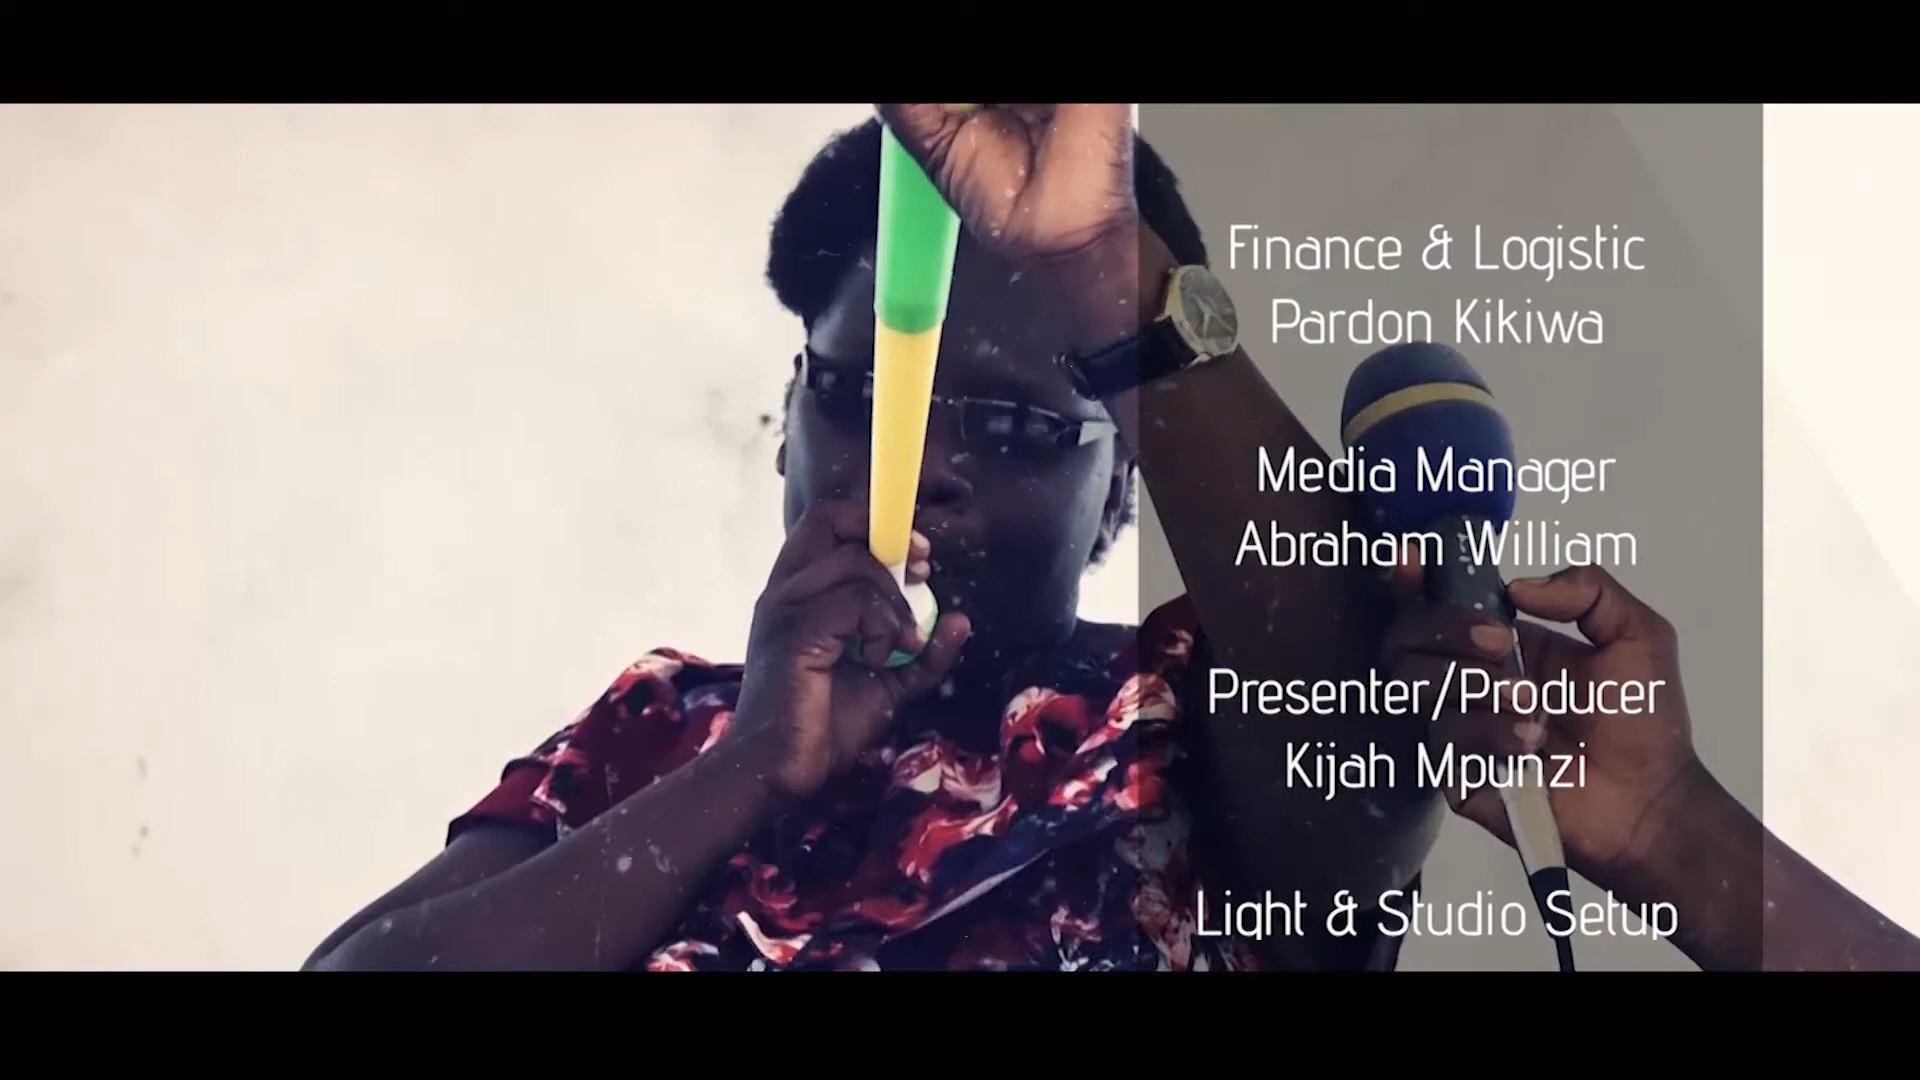 Finance & Logistic
Pardon Kikiwa
Media Manager
Abraham William
Presenter/Producer
Kijah Mpunzi
Light & Studio Setup